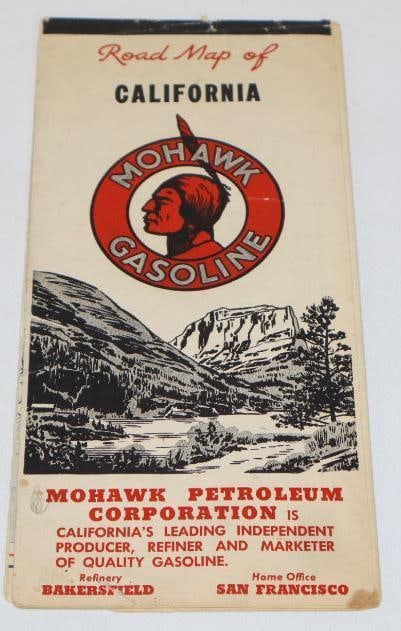 Road Map of
CALIFORNIA
MOHAWK
GASOLINE
MOHAWK PETROLEUM
CORPORATION IS
CALIFORNIA'S LEADING INDEPENDENT
PRODUCER, REFINER AND MARKETER
OF QUALITY GASOLINE.
Refinery
BAKERSFIELD
Home Office
SAN FRANCISCO